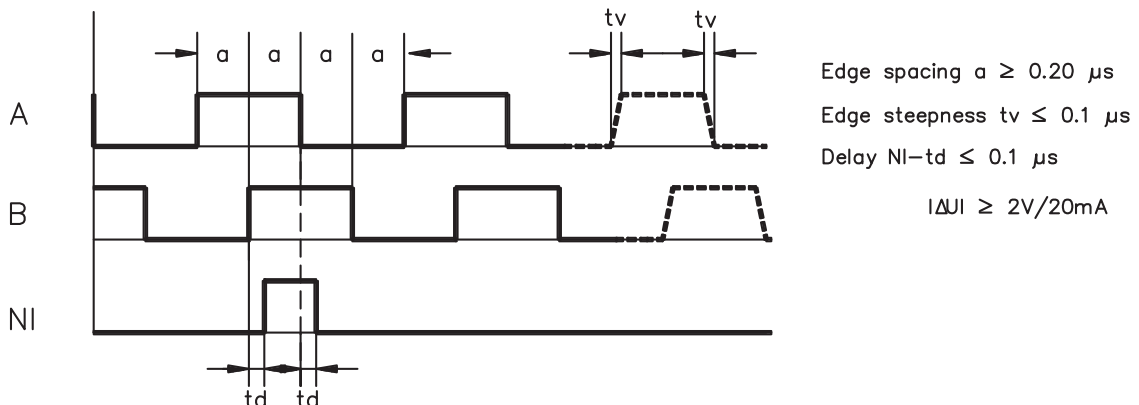 tv tv
a a a a
Edge spacing a ≥ 0.20 µs
A
Edge steepness tv ≤ 0.1 µs
Delay NI-td ≤ 0.1 µs
B
|ΔU| ≥ 2V/20mA
NI
td td